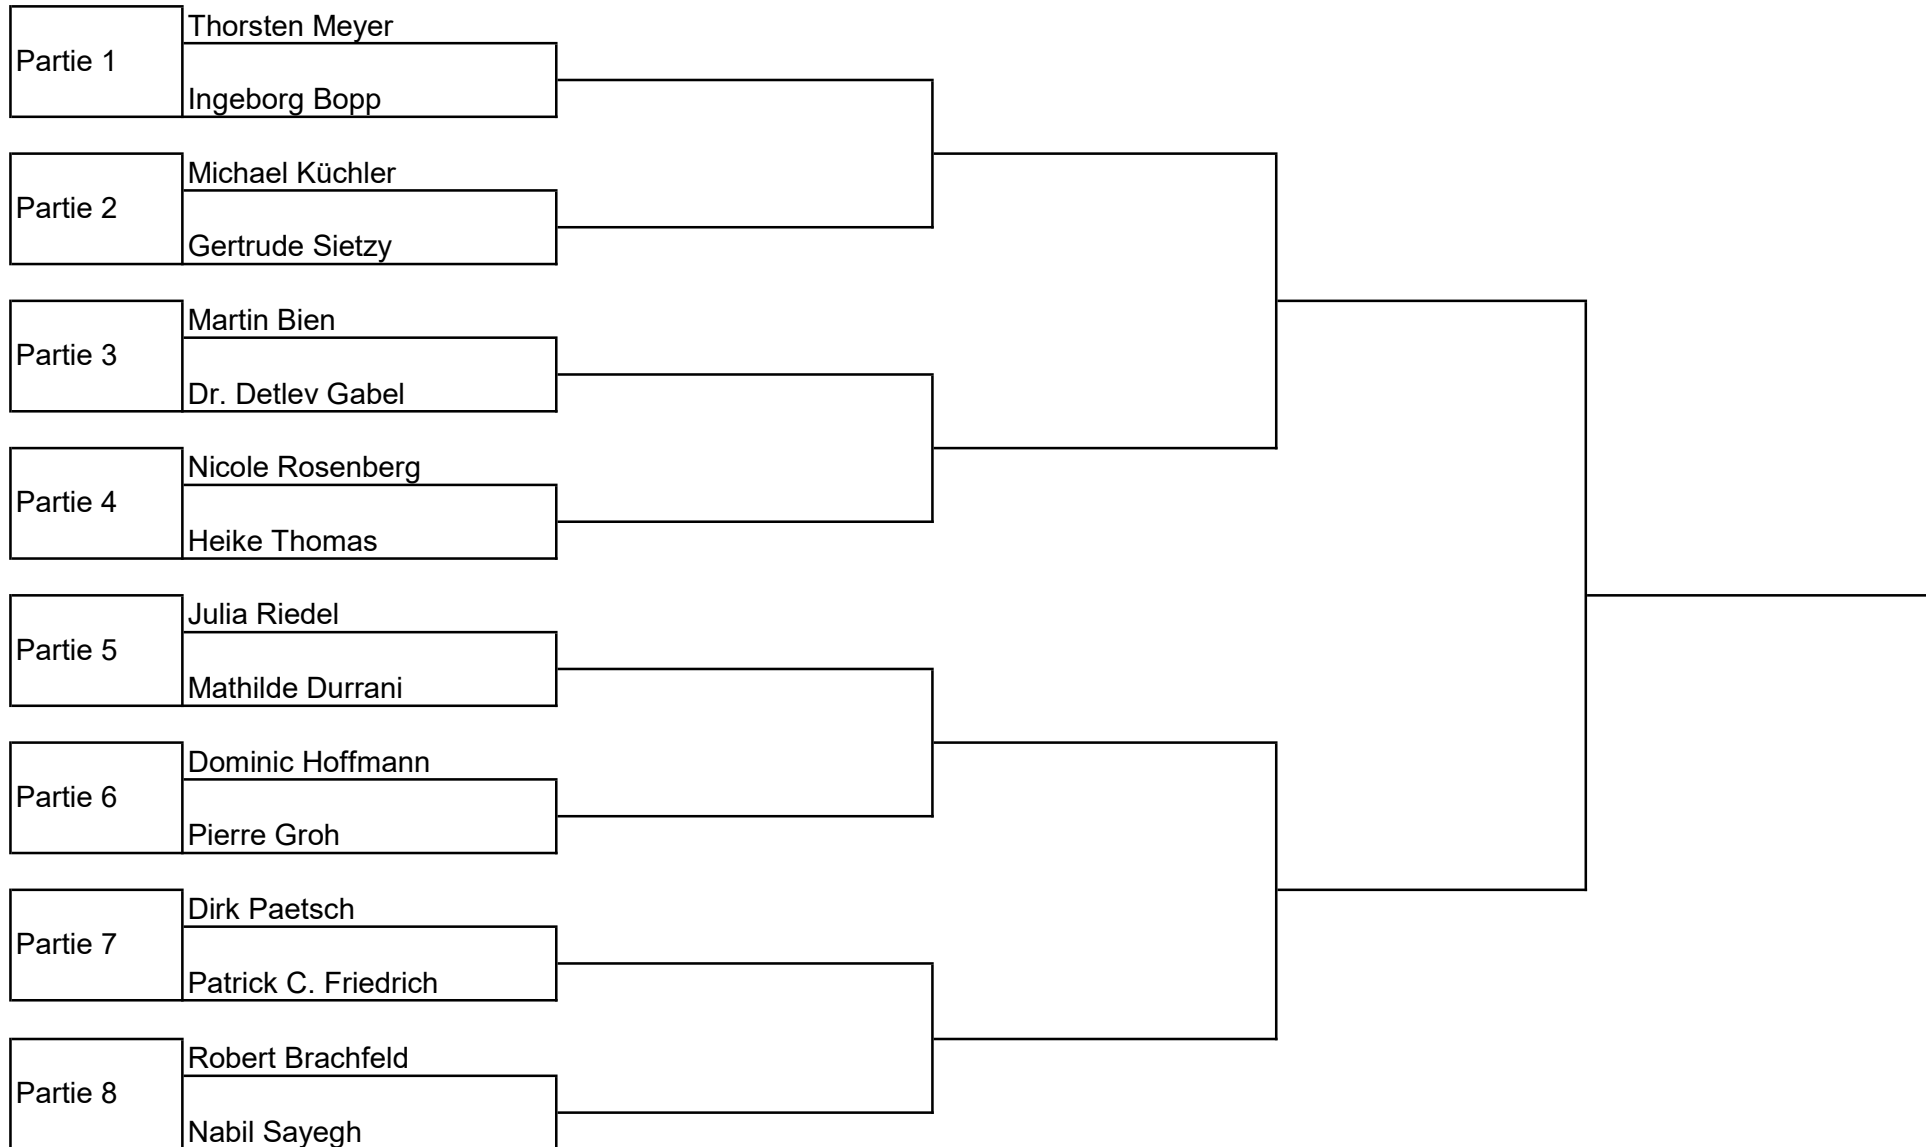 Partie 1
Thorsten Meyer
Ingeborg Bopp
Partie 2
Michael Küchler
Gertrude Sietzy
Partie 3
Martin Bien
Dr. Detlev Gabel
Partie 4
Nicole Rosenberg
Heike Thomas
Partie 5
Julia Riedel
Mathilde Durrani
Partie 6
Dominic Hoffmann
Pierre Groh
Partie 7
Dirk Paetsch
Patrick C. Friedrich
Partie 8
Robert Brachfeld
Nabil Sayegh